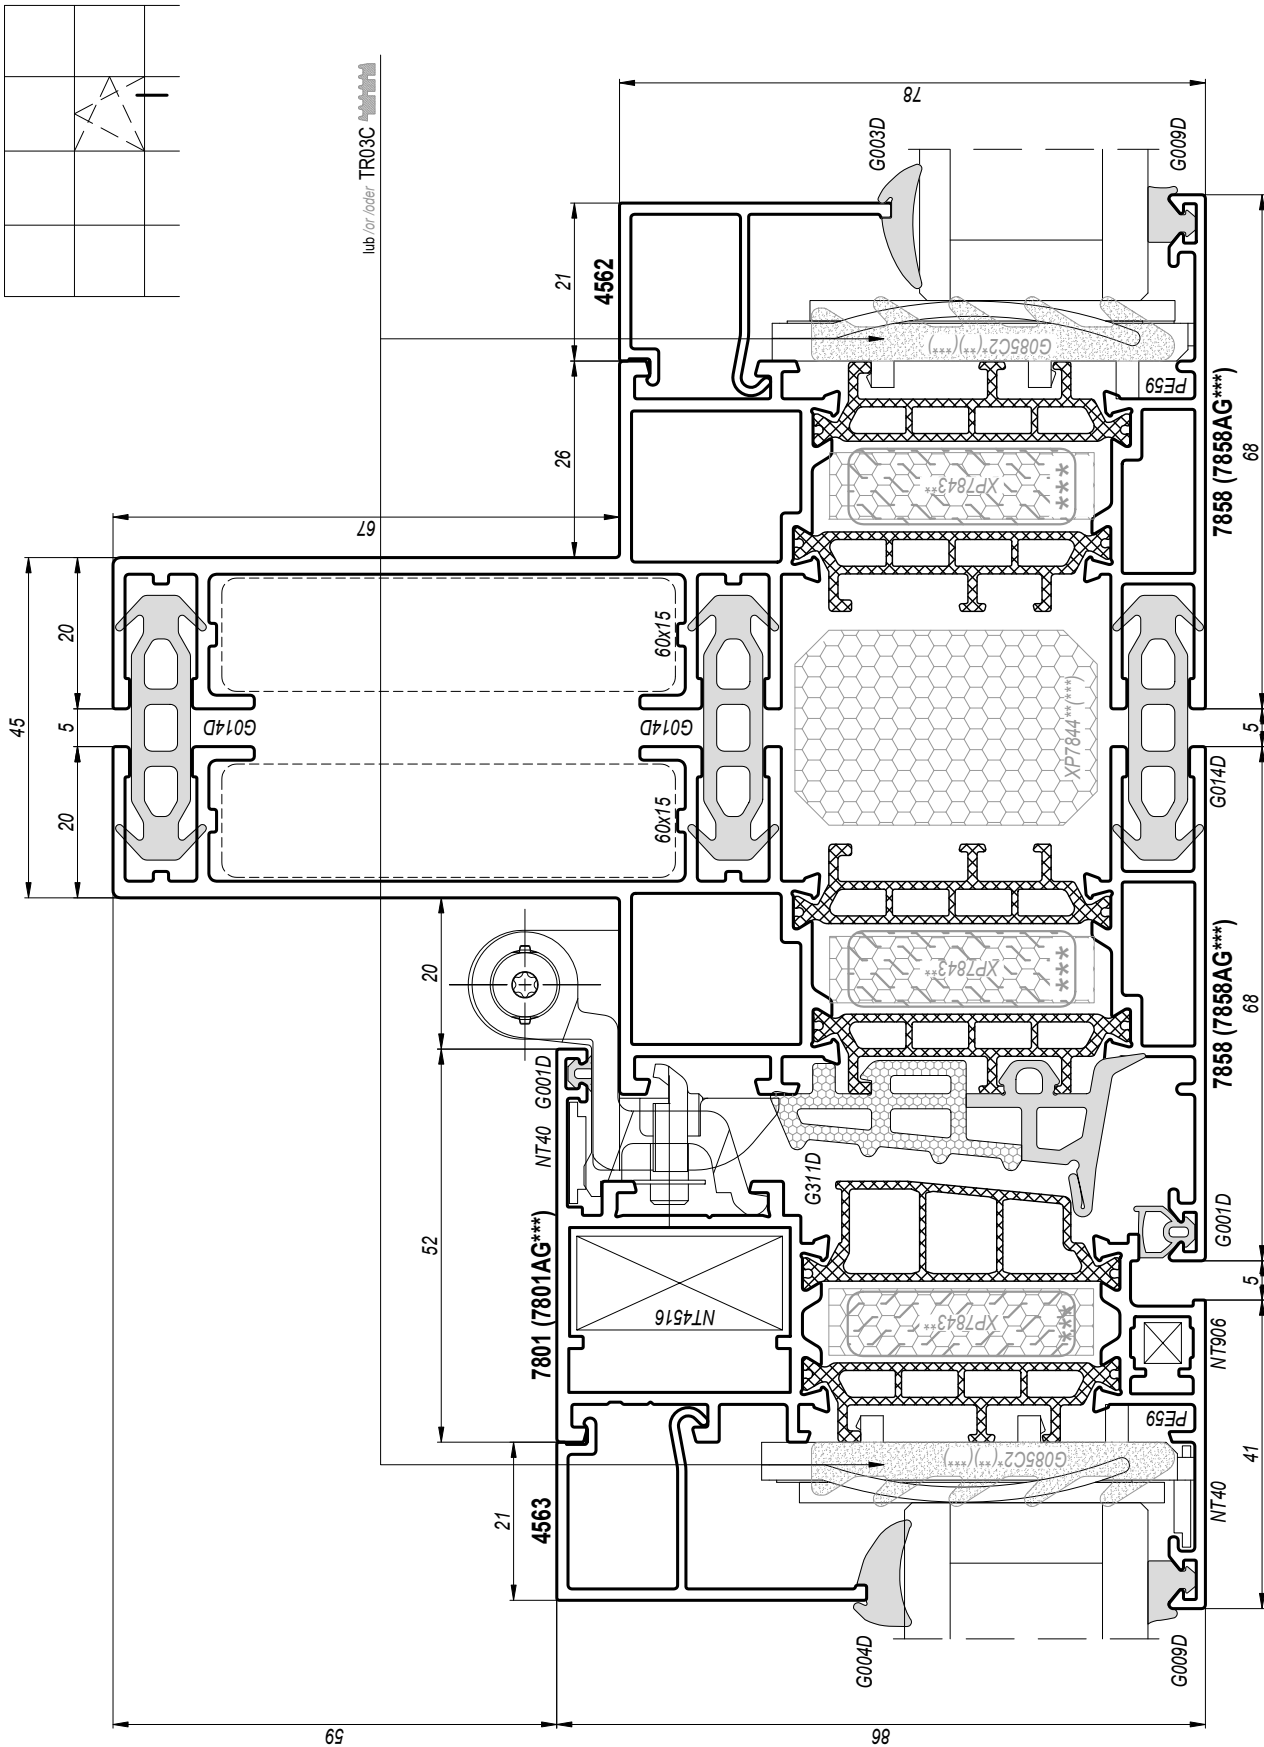 lub /or /oder TR03C
78
G003D
G009D
21
4562
26
67
G085C2*(**)(***)
PE59
XP7843**
***
7858 (7858AG***)
68
45
20
5
20
60x15
60x15
G014D
G014D
XP7844**(***)
G014D
5
20
G001D
NT40
XP7843**
***
7858 (7858AG***)
68
G311D
52
7801 (7801AG***)
NT4516
G001D
5
XP7843**
***
NT906
PE59
G085C2*(**)(***)
NT40
41
21
4563
G004D
G009D
59
86